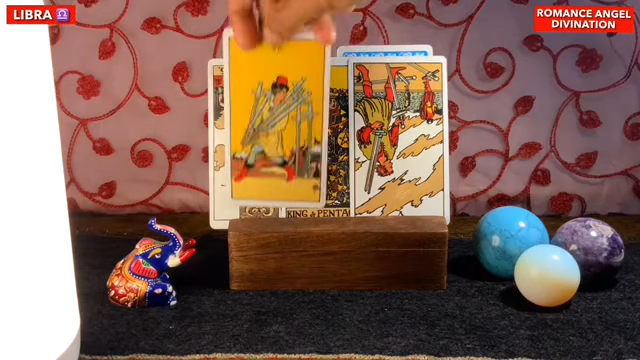 LIBRA ♎
ROMANCE ANGEL
DIVINATION
KING & PENTA